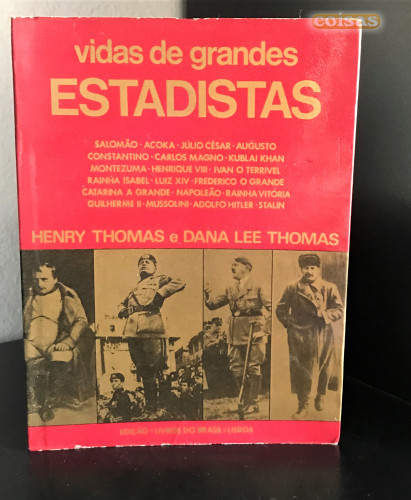 coisas
vidas de grandes
ESTADISTAS
SALOMÃO · ACOKA · JÚLIO CÉSAR · AUGUSTO
CONSTANTINO · CARLOS MAGNO · KUBLAI KHAN
MONTEZUMA · HENRIQUE VIII · IVAN O TERRIVEL
RAINHA ISABEL · LUIZ XIV · FREDERICO O GRANDE
CATARINA A GRANDE · NAPOLEÃO · RAINHA VITÓRIA
GUILHERME II · MUSSOLINI · ADOLFO HITLER · STALIN
HENRY THOMAS e DANA LEE THOMAS
EDIÇÃO · LIVROS DO BRASIL · LISBOA